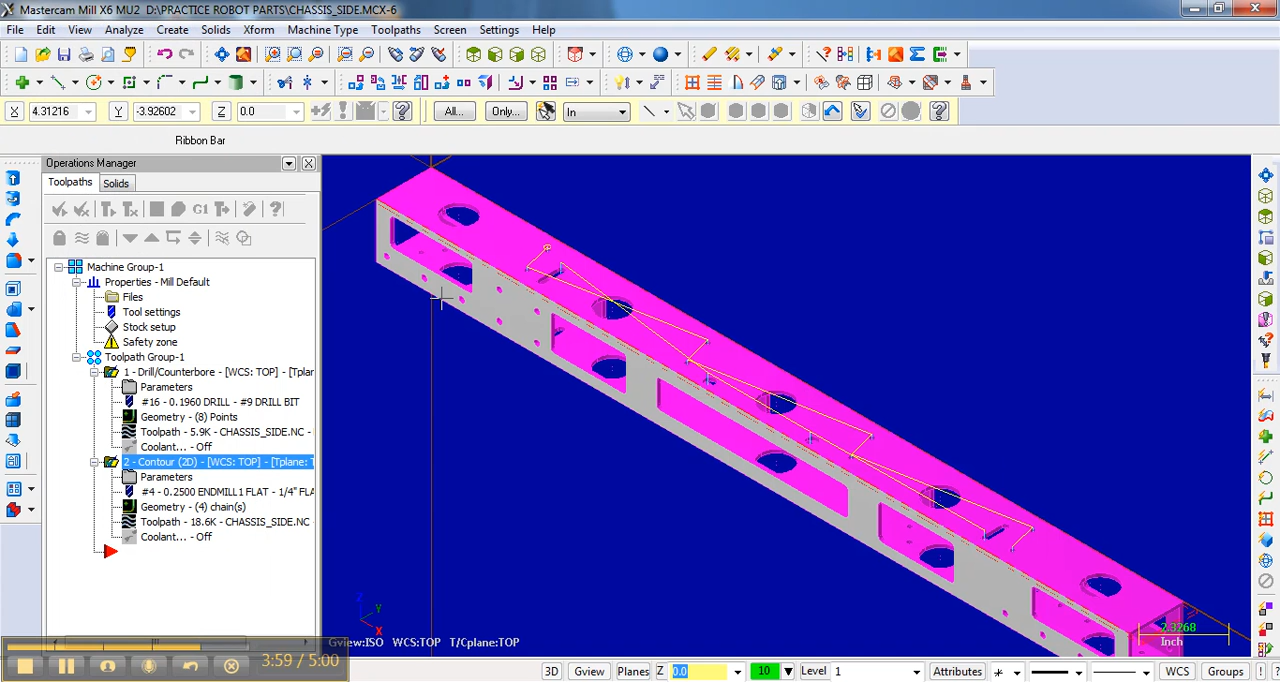 Mastercam Mill X6 MU2 D:\PRACTICE ROBOT PARTS\CHASSIS_SIDE.MCX-6
File Edit View Analyze Create Solids Xform Machine Type Toolpaths Screen Settings Help
X 4.31216 Y -3.92602 Z 0.0 All... Only... In
Ribbon Bar
Operations Manager
Toolpaths Solids
G1
Machine Group-1
Properties - Mill Default
Files
Tool settings
Stock setup
Safety zone
Toolpath Group-1
1 - Drill/Counterbore - [WCS: TOP] - [Tplar
Parameters
#16 - 0.1960 DRILL - #9 DRILL BIT
Geometry - (8) Points
Toolpath - 5.9K - CHASSIS_SIDE.NC -
Coolant... - Off
2 - Contour (2D) - [WCS: TOP] - [Tplane: T
Parameters
#4 - 0.2500 ENDMILL1 FLAT - 1/4" FLA
Geometry - (4) chain(s)
Toolpath - 18.6K - CHASSIS_SIDE.NC
Coolant... - Off
Z
Y
X
Gview:ISO WCS:TOP T/Cplane:TOP
2.3268
Inch
3:59 / 5:00
3D Gview Planes Z 0.0 10 Level 1 Attributes WCS Groups